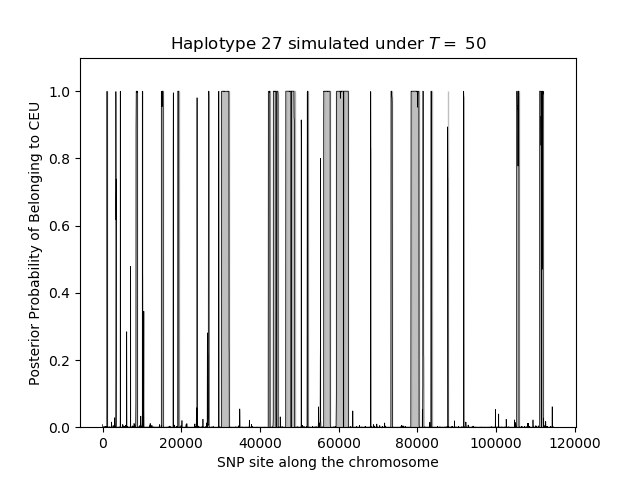 Haplotype 27 simulated under T = 50
Posterior Probability of Belonging to CEU
1.0
0.8
0.6
0.4
0.2
0.0
0 20000 40000 60000 80000 100000 120000
SNP site along the chromosome